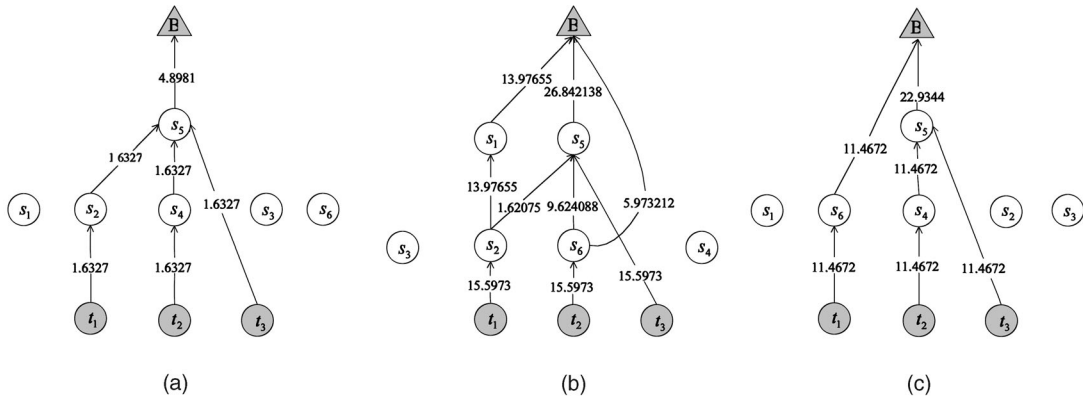 B
4.8981
s5
1.6327
1.6327
1.6327
s1
s2
s4
s3
s6
1.6327
1.6327
t1
t2
t3
(a)
B
13.97655
26.842138
s1
s5
13.97655
1.62075
9.624088
5.973212
s3
s2
s6
s4
15.5973
15.5973
15.5973
t1
t2
t3
(b)
B
22.9344
s5
11.4672
11.4672
s1
s6
s4
s2
s3
11.4672
11.4672
11.4672
t1
t2
t3
(c)